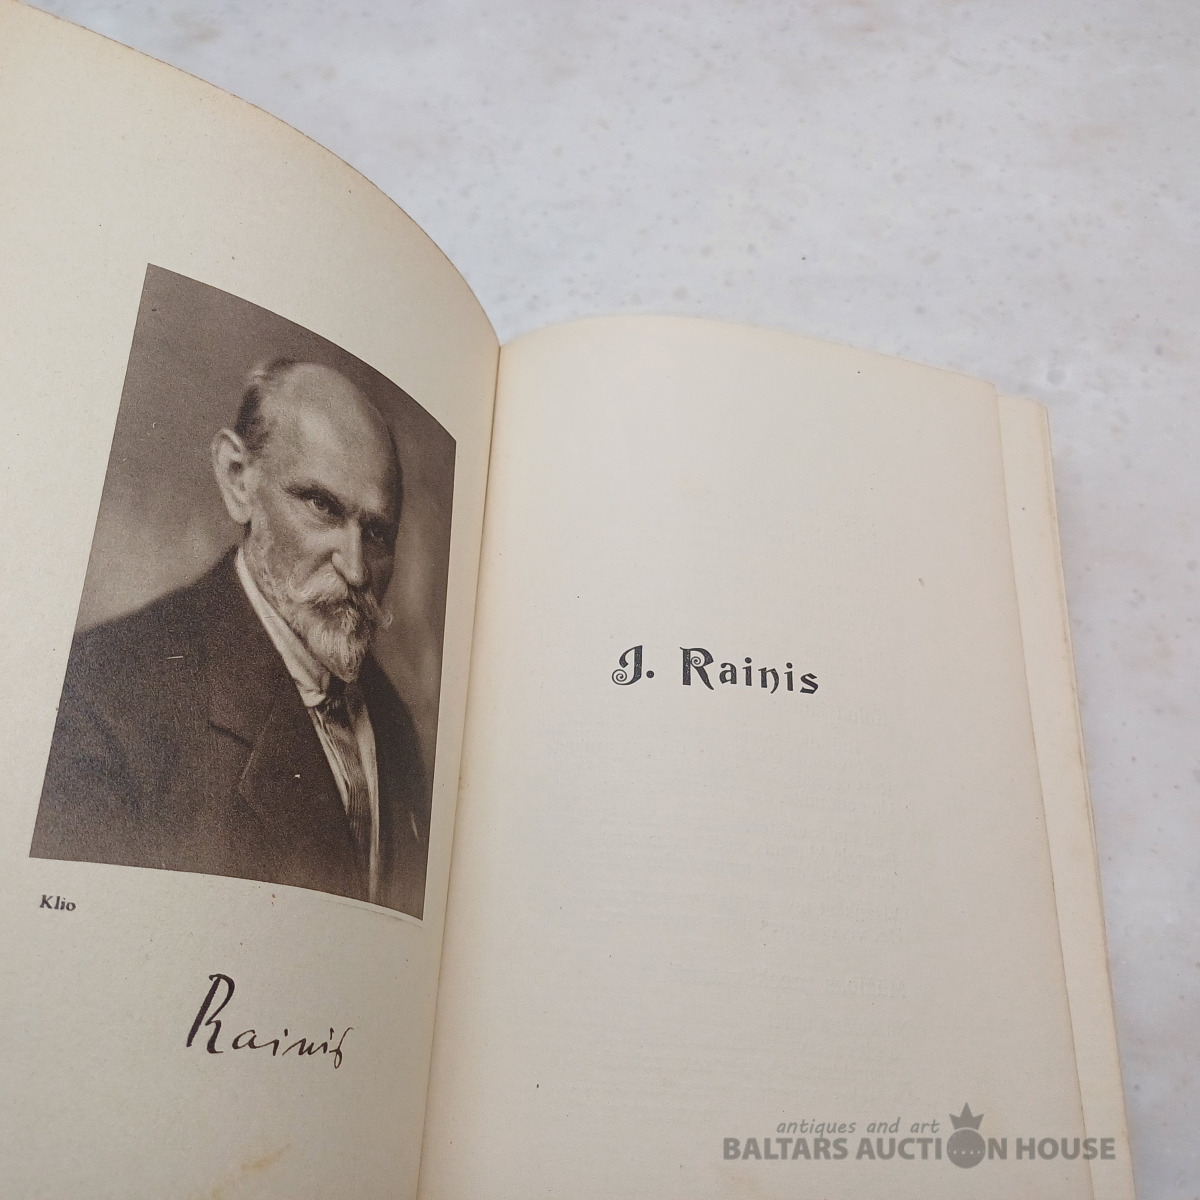 Klio
Rainis
J. Rainis
antiques and art
BALTARS AUCTION HOUSE